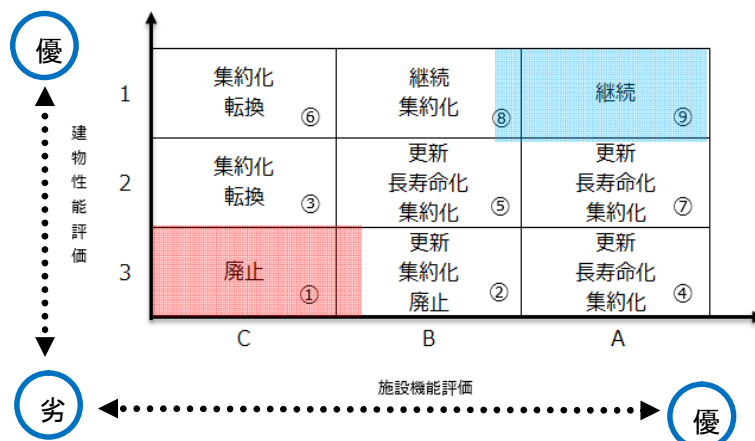 優
建物性能評価
1
集約化
転換
⑥
継続
集約化
⑧
継続
⑨
2
集約化
転換
③
更新
長寿命化
集約化
⑤
更新
長寿命化
集約化
⑦
3
廃止
①
更新
集約化
廃止
②
更新
長寿命化
集約化
④
C
B
A
劣
施設機能評価
優